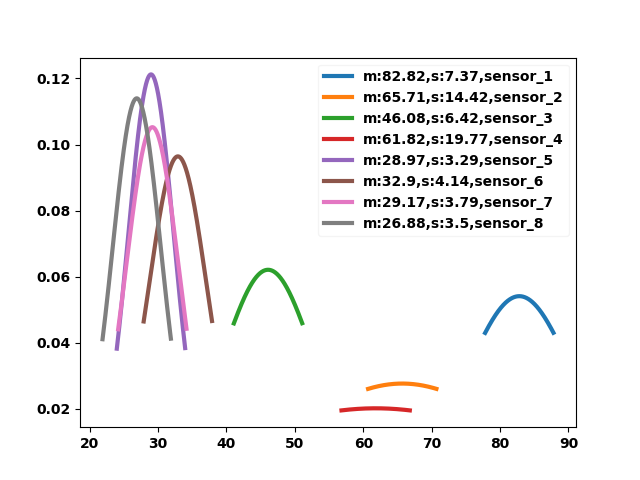 m:82.82,s:7.37,sensor_1
m:65.71,s:14.42,sensor_2
m:46.08,s:6.42,sensor_3
m:61.82,s:19.77,sensor_4
m:28.97,s:3.29,sensor_5
m:32.9,s:4.14,sensor_6
m:29.17,s:3.79,sensor_7
m:26.88,s:3.5,sensor_8
0.12
0.10
0.08
0.06
0.04
0.02
20 30 40 50 60 70 80 90